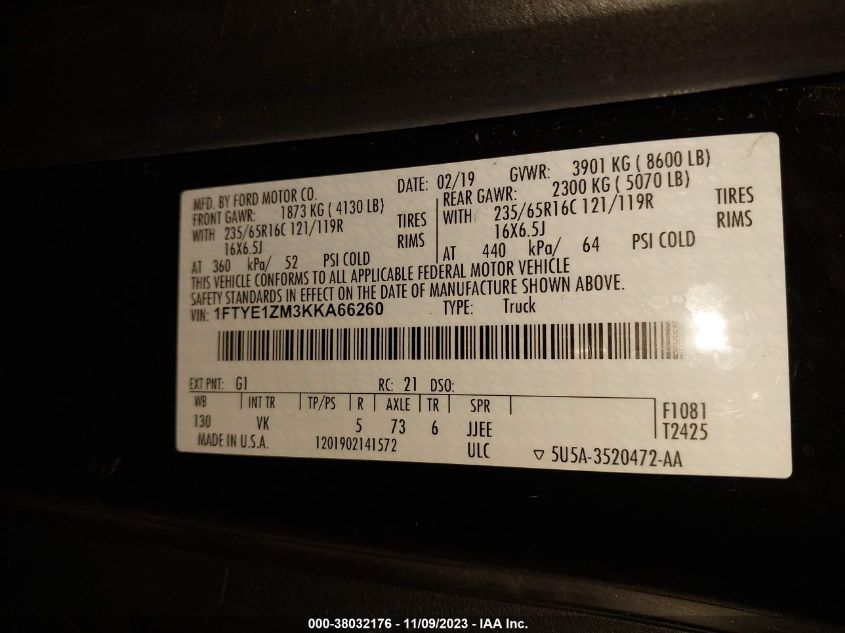 MFD. BY FORD MOTOR CO. DATE: 02/19 GVWR: 3901 KG ( 8600 LB)
FRONT GAWR: 1873 KG ( 4130 LB) REAR GAWR: 2300 KG ( 5070 LB)
WITH 235/65R16C 121/119R TIRES WITH 235/65R16C 121/119R TIRES
16X6.5J RIMS 16X6.5J RIMS
AT 360 kPa/ 52 PSI COLD AT 440 kPa/ 64 PSI COLD
THIS VEHICLE CONFORMS TO ALL APPLICABLE FEDERAL MOTOR VEHICLE
SAFETY STANDARDS IN EFFECT ON THE DATE OF MANUFACTURE SHOWN ABOVE.
VIN: 1FTYE1ZM3KKA66260 TYPE: Truck
EXT PNT: G1 RC: 21 DSO:
WB INT TR TP/PS R AXLE TR SPR F1081
130 VK 5 73 6 JJEE T2425
MADE IN U.S.A. 1201902141572 ULC ▽ 5U5A-3520472-AA
000-38032176 - 11/09/2023 - IAA Inc.